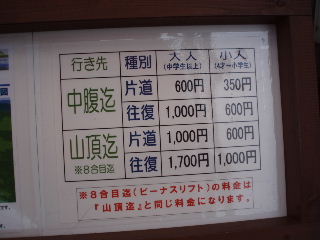 行き先 種別 大人 小人
(中学生以上) (4才～小学生)
中腹迄 片道 600円 350円
往復 1,000円 600円
山頂迄 片道 1,000円 600円
※8合目迄 往復 1,700円 1,000円
※8合目迄(ビーナスリフト)の料金は
『山頂迄』と同じ料金になります。